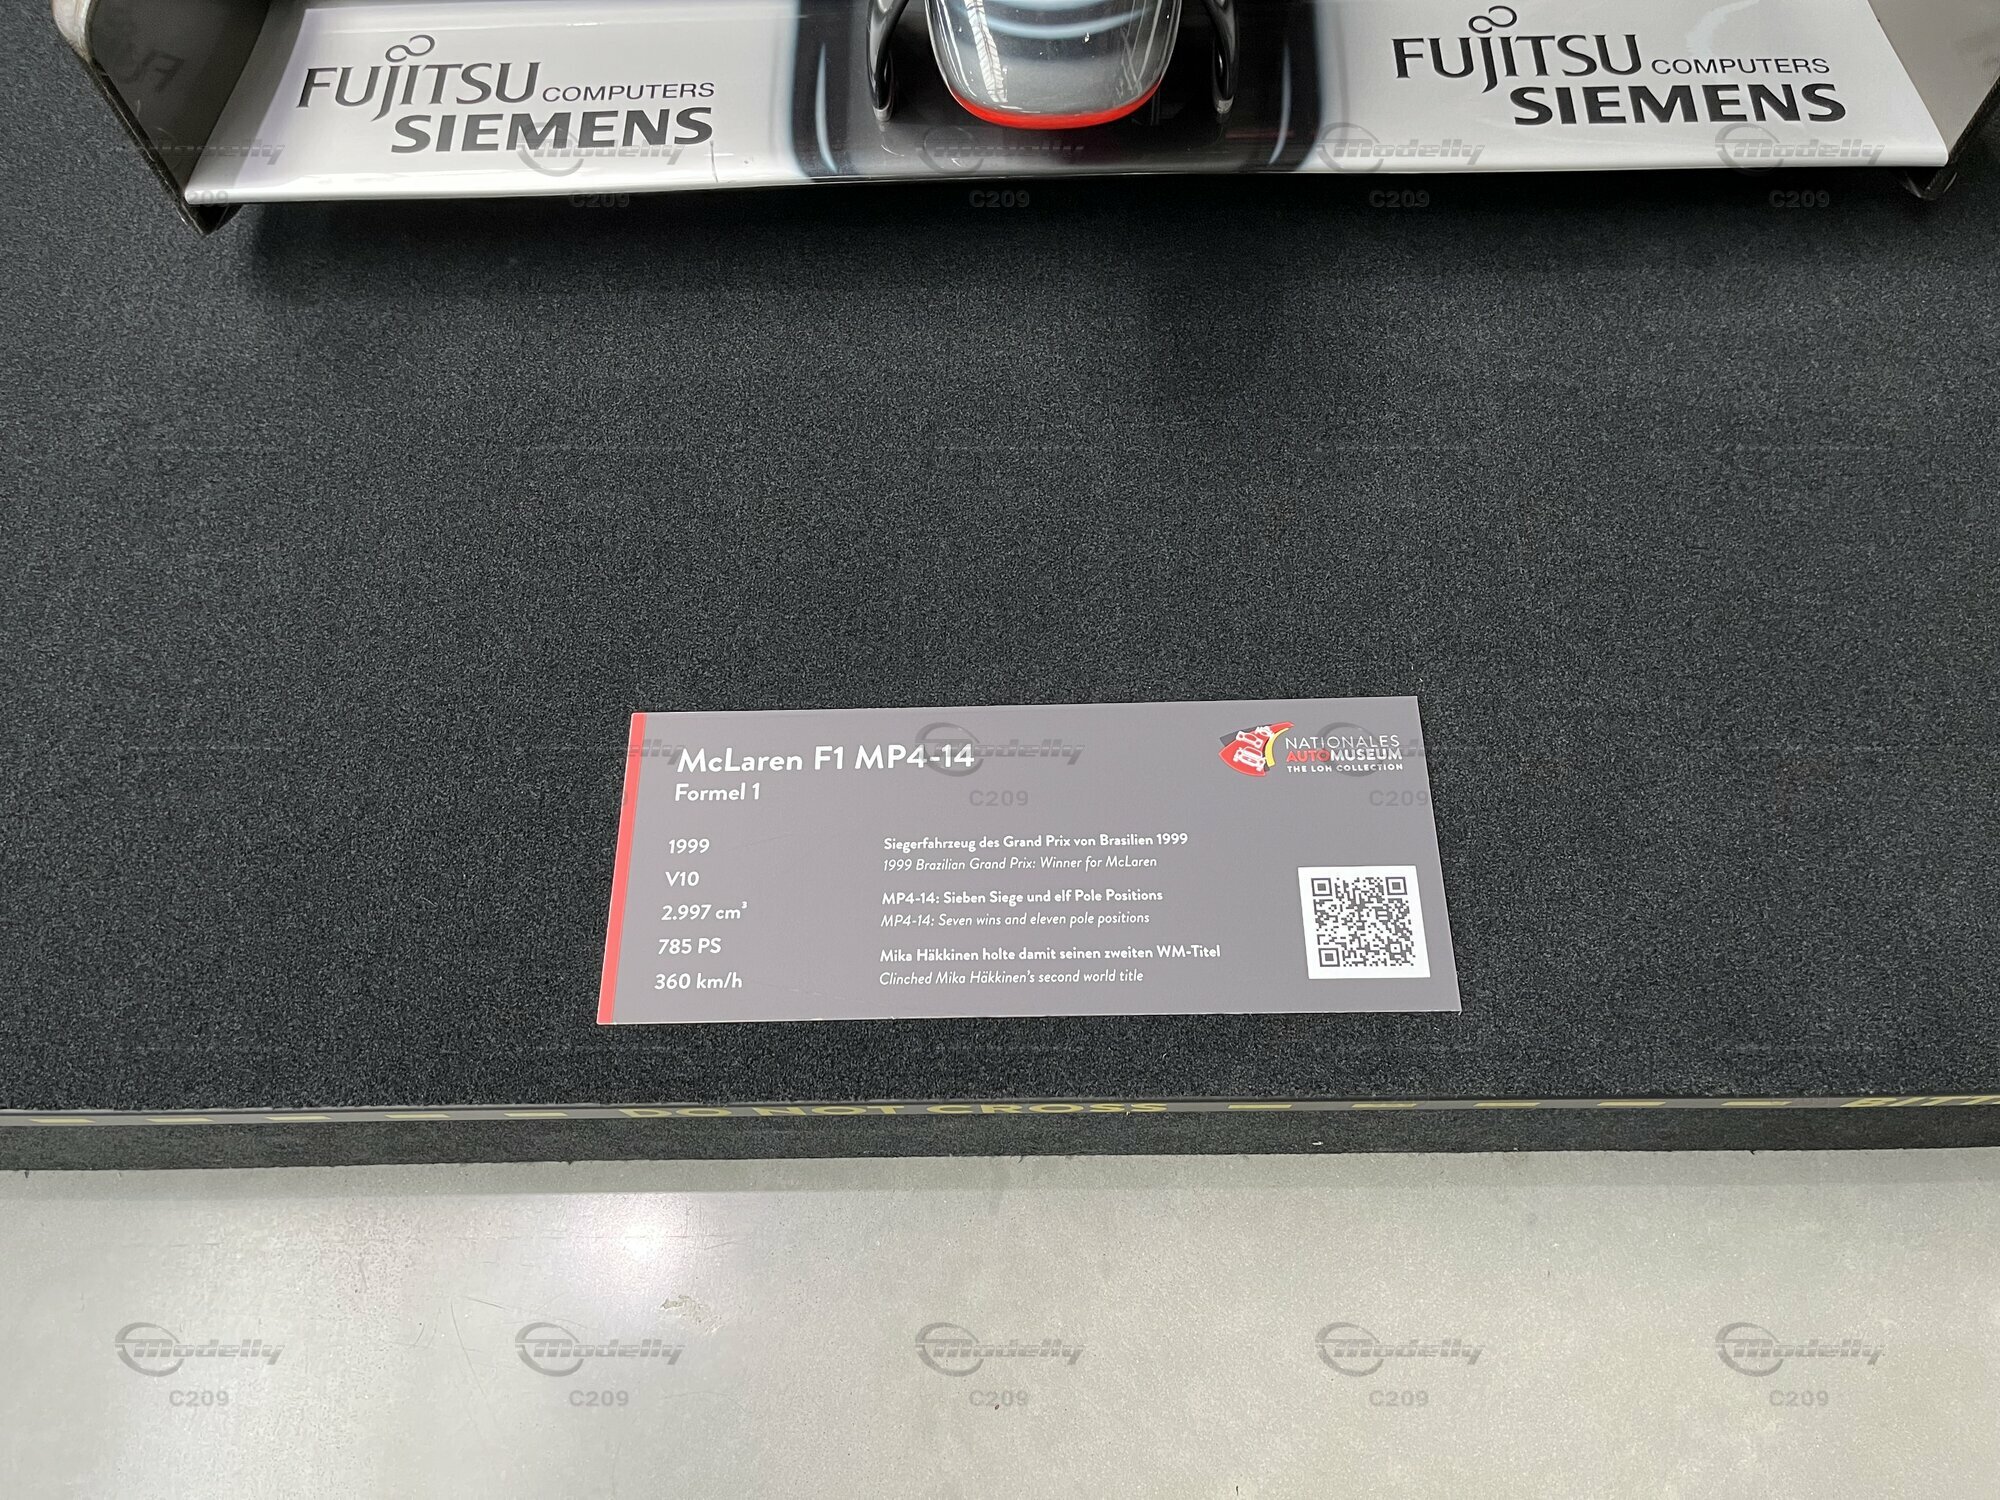 FUJITSU COMPUTERS
SIEMENS
FUJITSU COMPUTERS
SIEMENS
McLaren F1 MP4-14
Formel 1
NATIONALES
AUTOMUSEUM
THE LOH COLLECTION
1999
V10
2.997 cm³
785 PS
360 km/h
Siegerfahrzeug des Grand Prix von Brasilien 1999
1999 Brazilian Grand Prix: Winner for McLaren
MP4-14: Sieben Siege und elf Pole Positions
MP4-14: Seven wins and eleven pole positions
Mika Häkkinen holte damit seinen zweiten WM-Titel
Clinched Mika Häkkinen's second world title
DO NOT CROSS
Modelly
C209